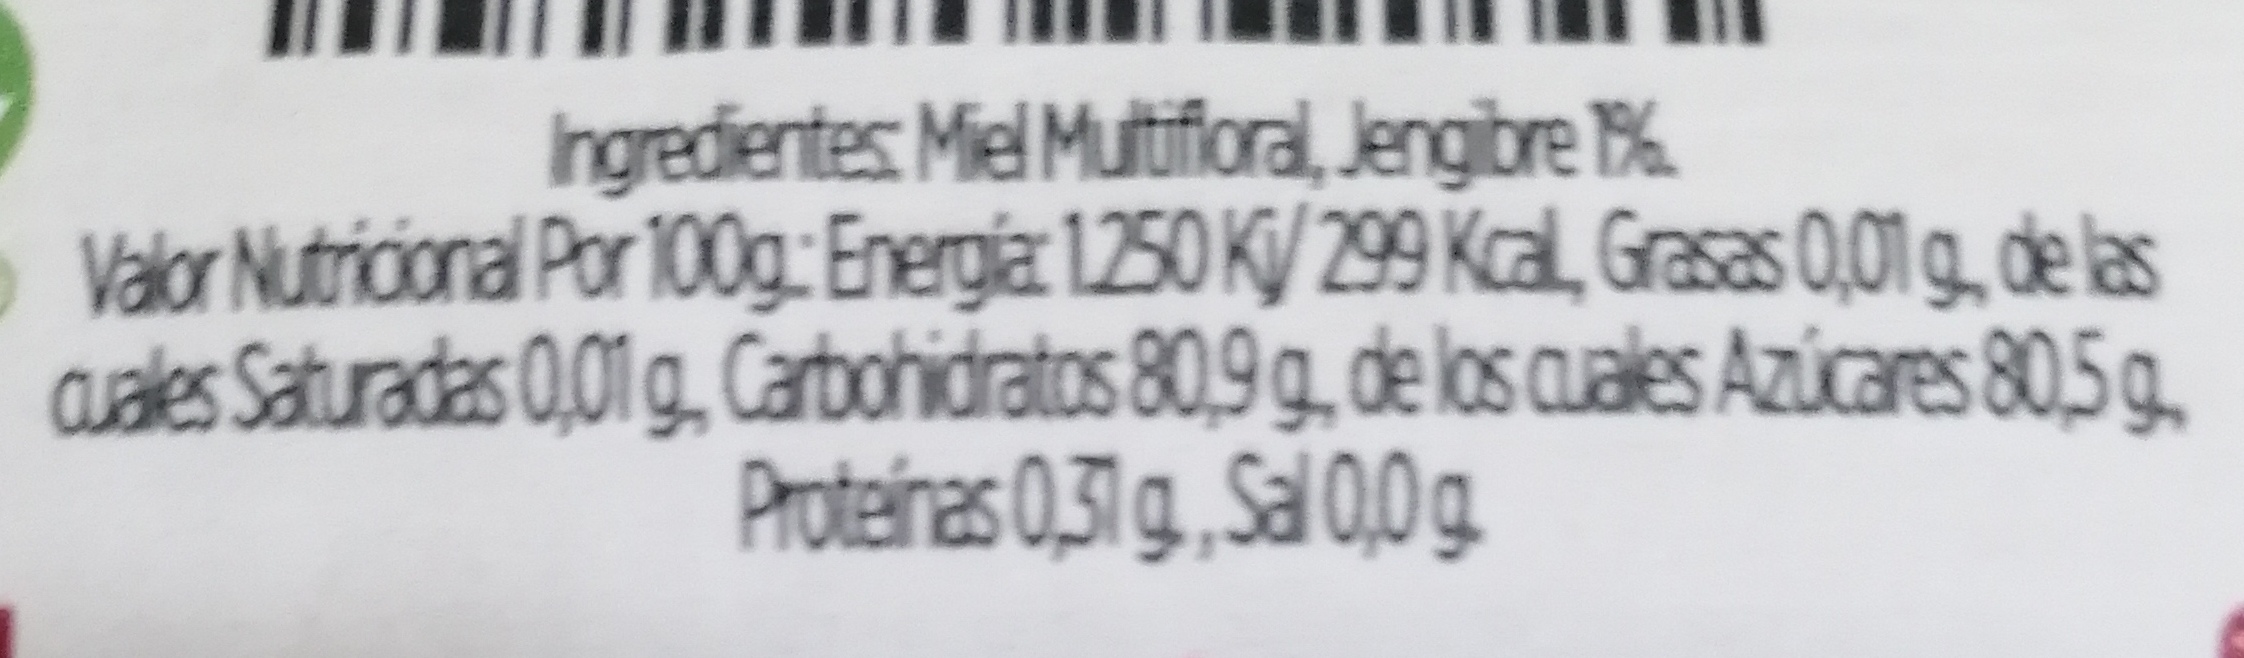 Ingredientes: Miel Multifloral, Jengibre 1%.
Valor Nutricional Por 100g.: Energía: 1.250 Kj/ 299 Kcal., Grasas 0,01 g., de las
cuales Saturadas 0,01 g., Carbohidratos 80,9 g., de los cuales Azúcares 80,5 g.,
Proteínas 0,31 g., Sal 0,0 g.